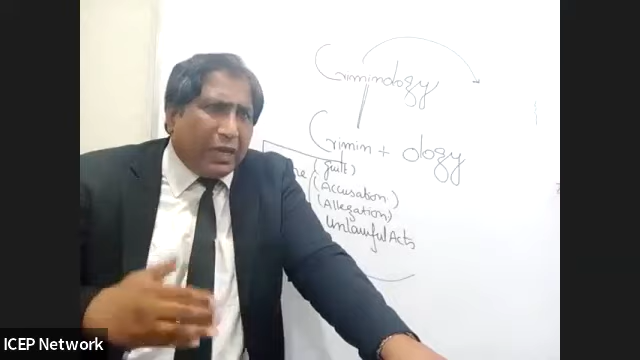 Criminology
Crimin + ology
(guilt)
(Accusation)
(Allegation)
Unlawful Acts
ICEP Network